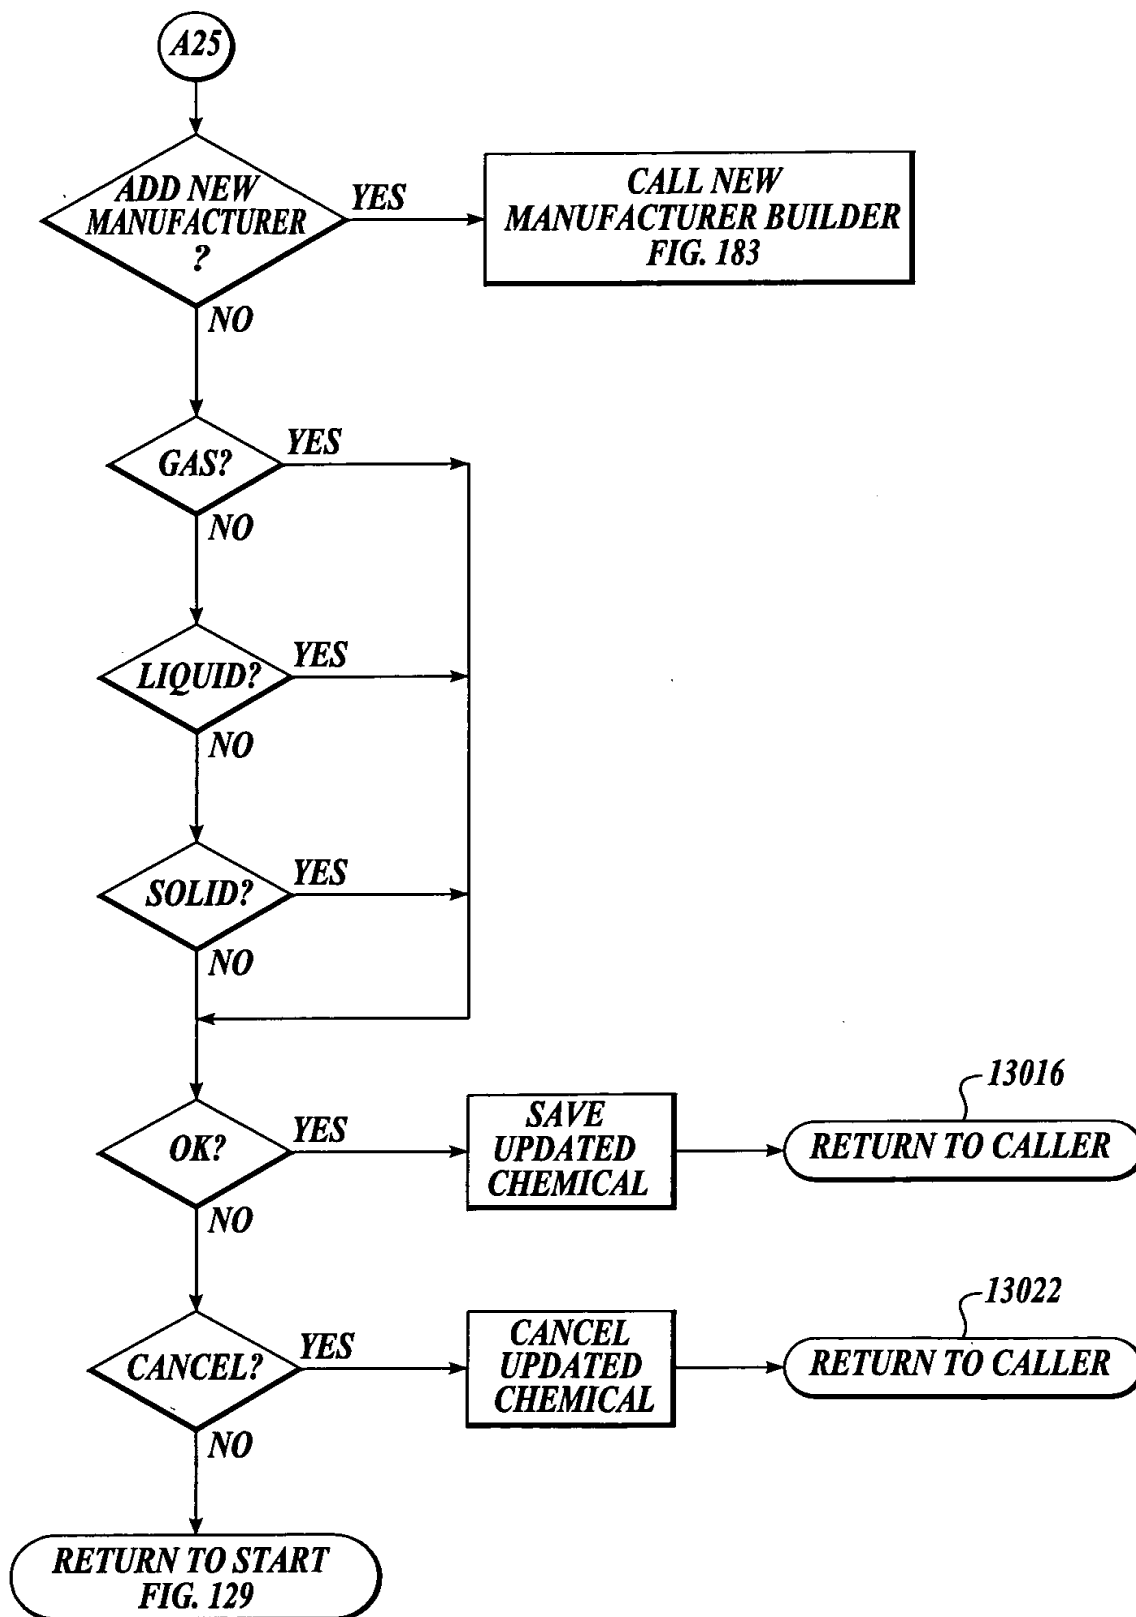 A25
ADD NEW
MANUFACTURER
?
YES
CALL NEW
MANUFACTURER BUILDER
FIG. 183
NO
GAS?
YES
NO
LIQUID?
YES
NO
SOLID?
YES
NO
OK?
YES
SAVE
UPDATED
CHEMICAL
13016
RETURN TO CALLER
NO
CANCEL?
YES
CANCEL
UPDATED
CHEMICAL
13022
RETURN TO CALLER
NO
RETURN TO START
FIG. 129